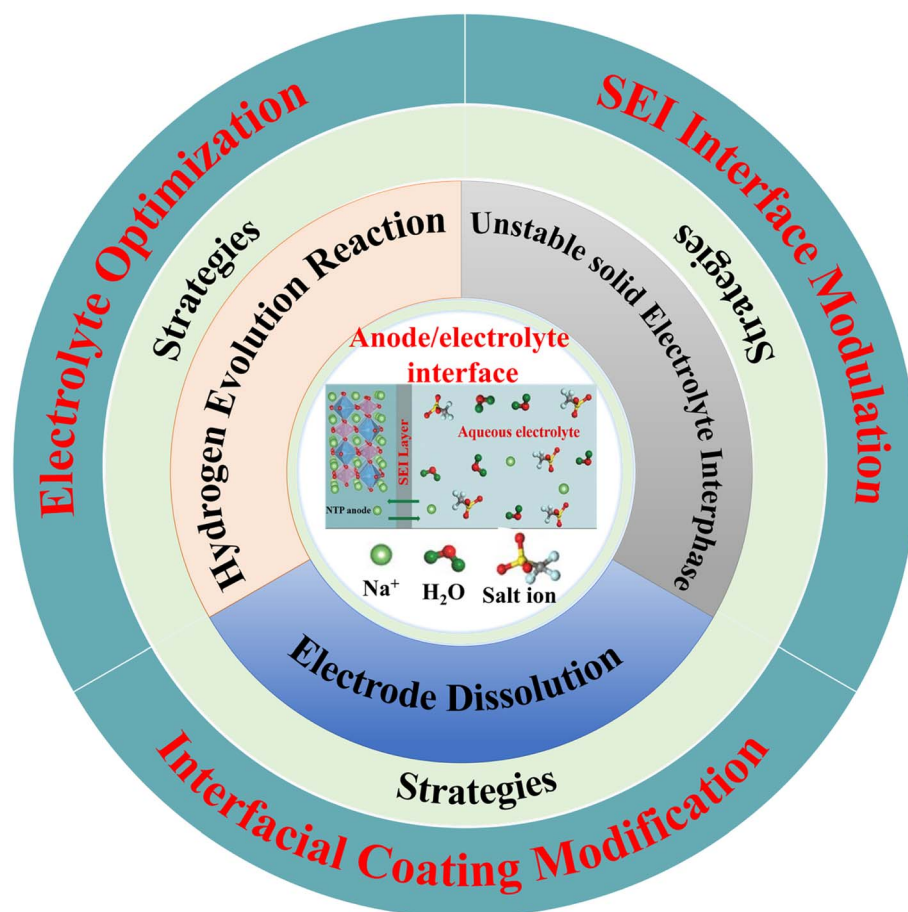 Electrolyte Optimization
SEI Interface Modulation
Interfacial Coating Modification
Strategies
Strategies
Strategies
Hydrogen Evolution Reaction
Unstable solid Electrolyte Interphase
Electrode Dissolution
Anode/electrolyte
interface
SEI Layer
Aqueous electrolyte
NTP anode
Na⁺
H₂O
Salt ion